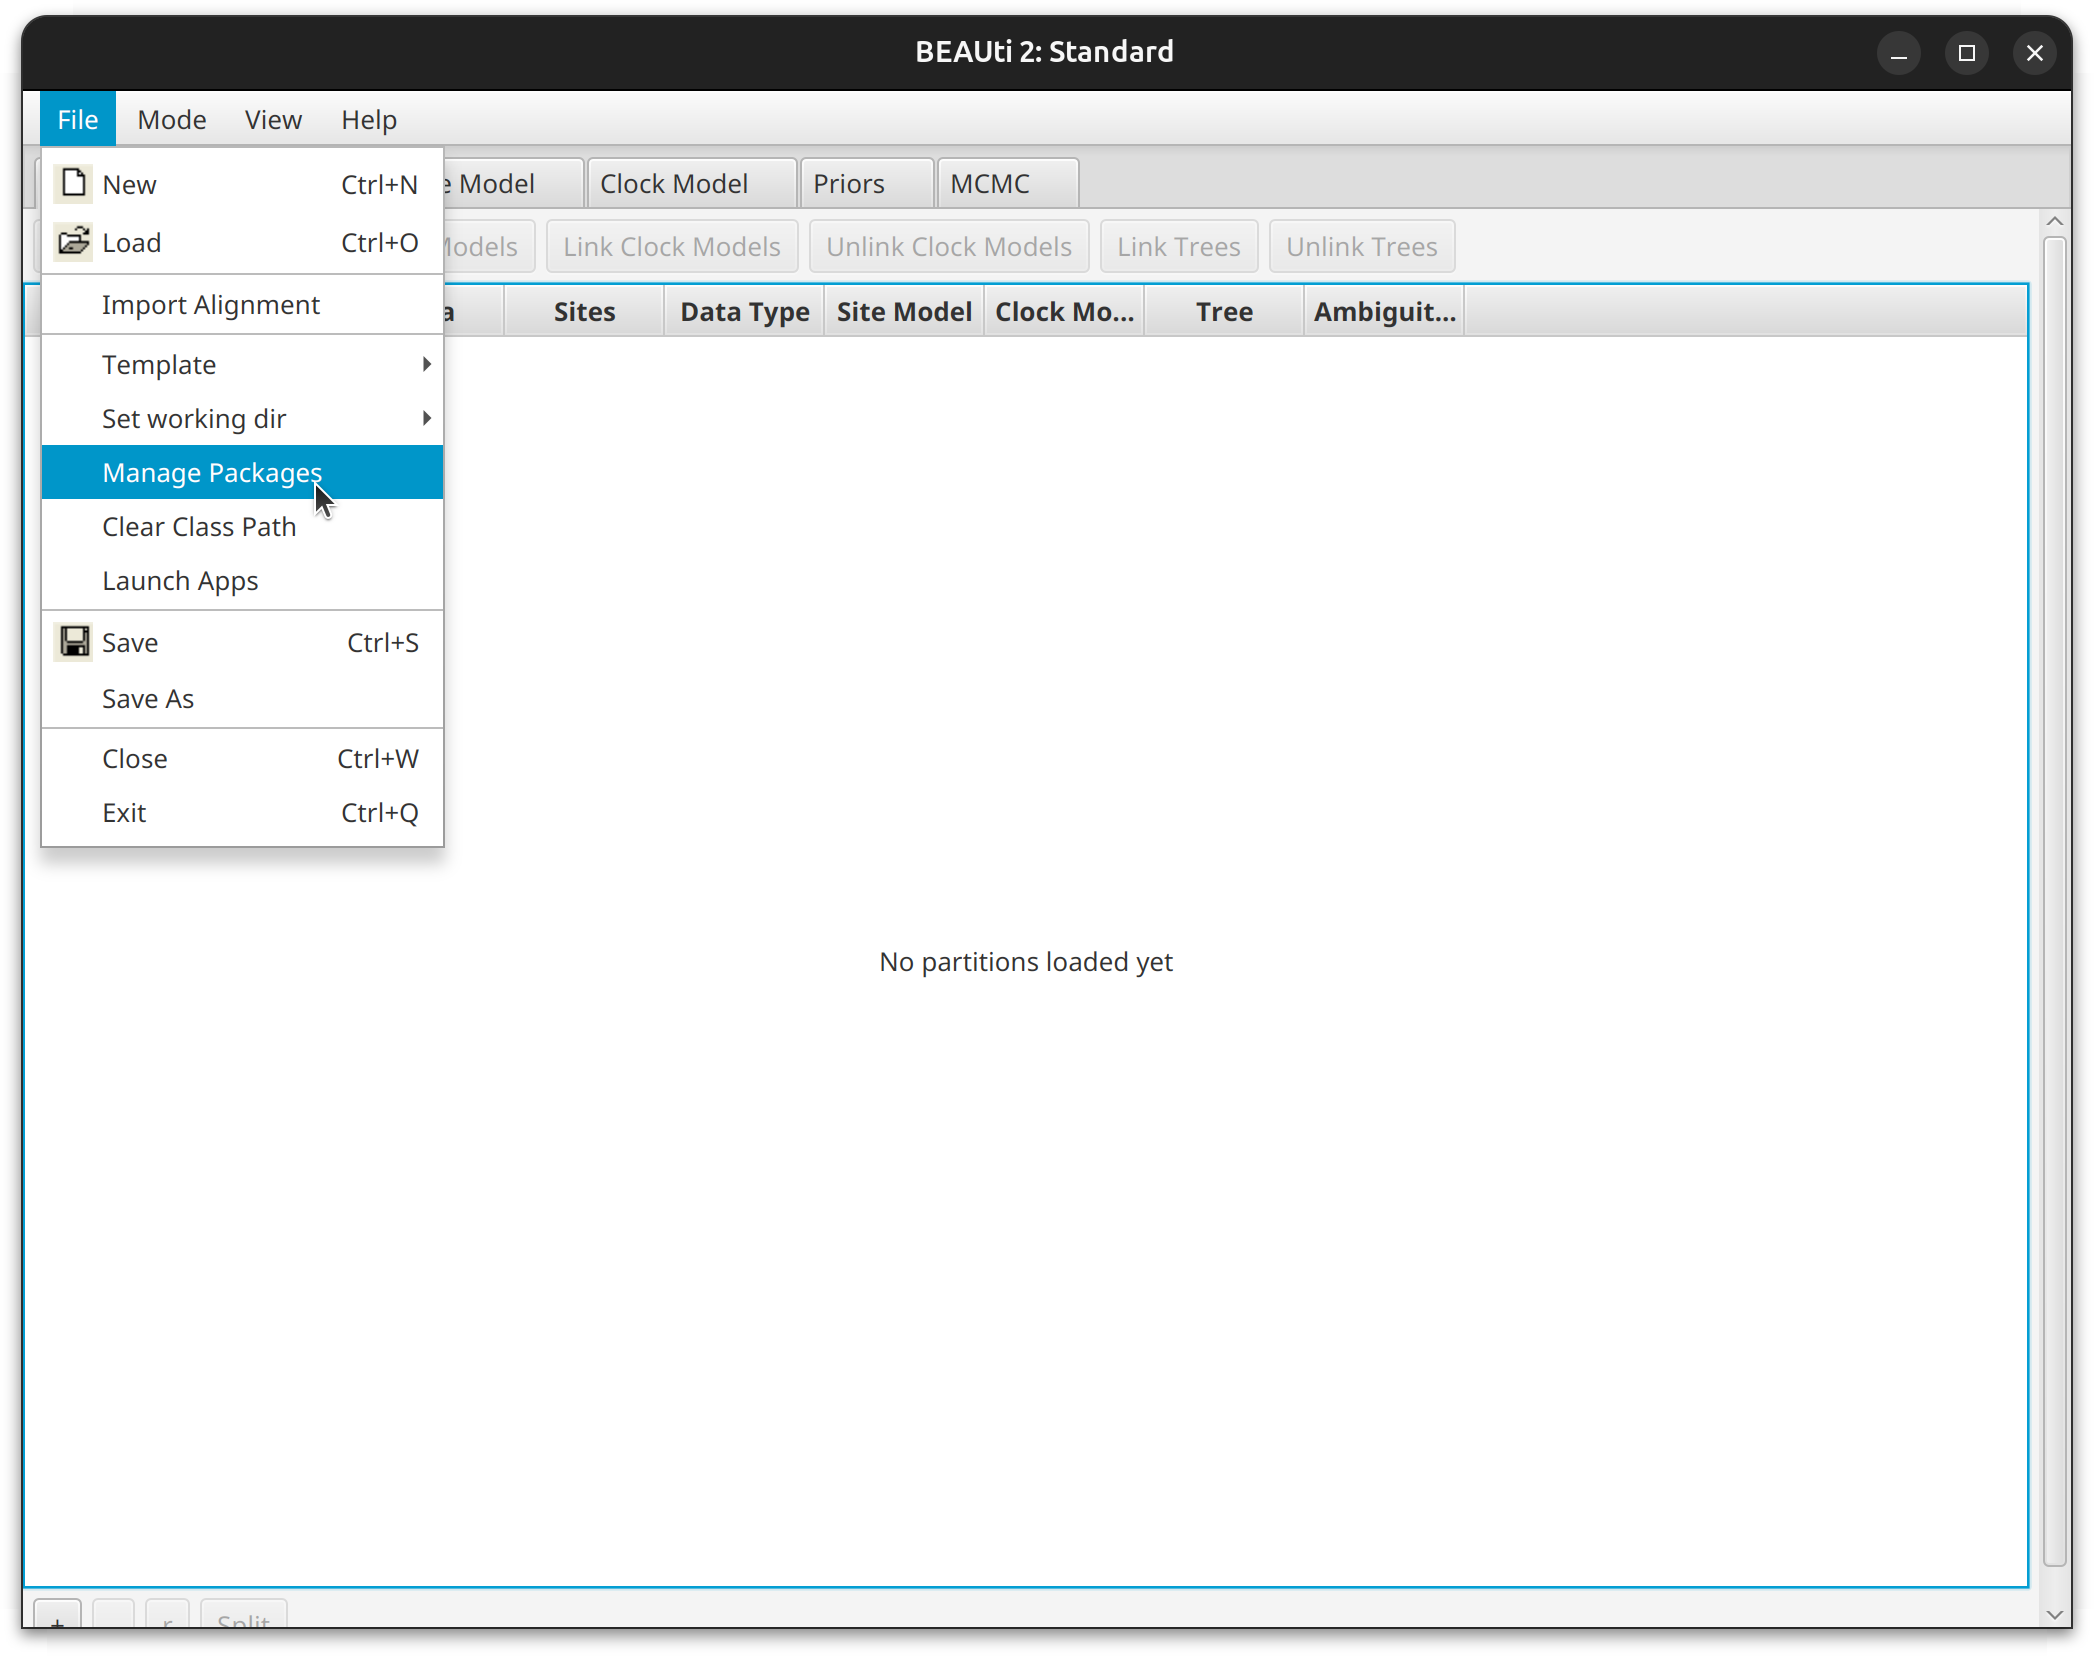 BEAUti 2: Standard
File Mode View Help
New Ctrl+N
Load Ctrl+O
Import Alignment
Template
Set working dir
Manage Packages
Clear Class Path
Launch Apps
Save Ctrl+S
Save As
Close Ctrl+W
Exit Ctrl+Q
e Model Clock Model Priors MCMC
Models Link Clock Models Unlink Clock Models Link Trees Unlink Trees
a Sites Data Type Site Model Clock Mo... Tree Ambiguit...
No partitions loaded yet
+ r Split